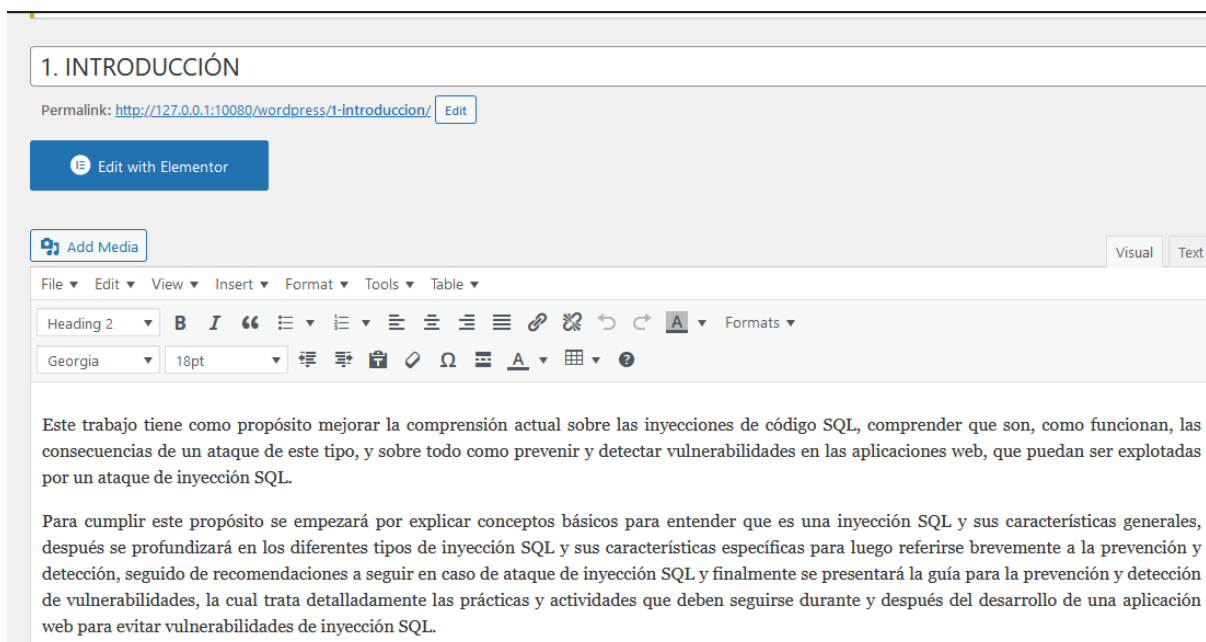 1. INTRODUCCIÓN
Permalink: http://127.0.0.1:10080/wordpress/1-introduccion/ Edit
Edit with Elementor
Add Media
Visual Text
File Edit View Insert Format Tools Table
Heading 2 B I A Formats
Georgia 18pt T Ω A ?
Este trabajo tiene como propósito mejorar la comprensión actual sobre las inyecciones de código SQL, comprender que son, como funcionan, las
consecuencias de un ataque de este tipo, y sobre todo como prevenir y detectar vulnerabilidades en las aplicaciones web, que puedan ser explotadas
por un ataque de inyección SQL.
Para cumplir este propósito se empezará por explicar conceptos básicos para entender que es una inyección SQL y sus características generales,
después se profundizará en los diferentes tipos de inyección SQL y sus características específicas para luego referirse brevemente a la prevención y
detección, seguido de recomendaciones a seguir en caso de ataque de inyección SQL y finalmente se presentará la guía para la prevención y detección
de vulnerabilidades, la cual trata detalladamente las prácticas y actividades que deben seguirse durante y después del desarrollo de una aplicación
web para evitar vulnerabilidades de inyección SQL.